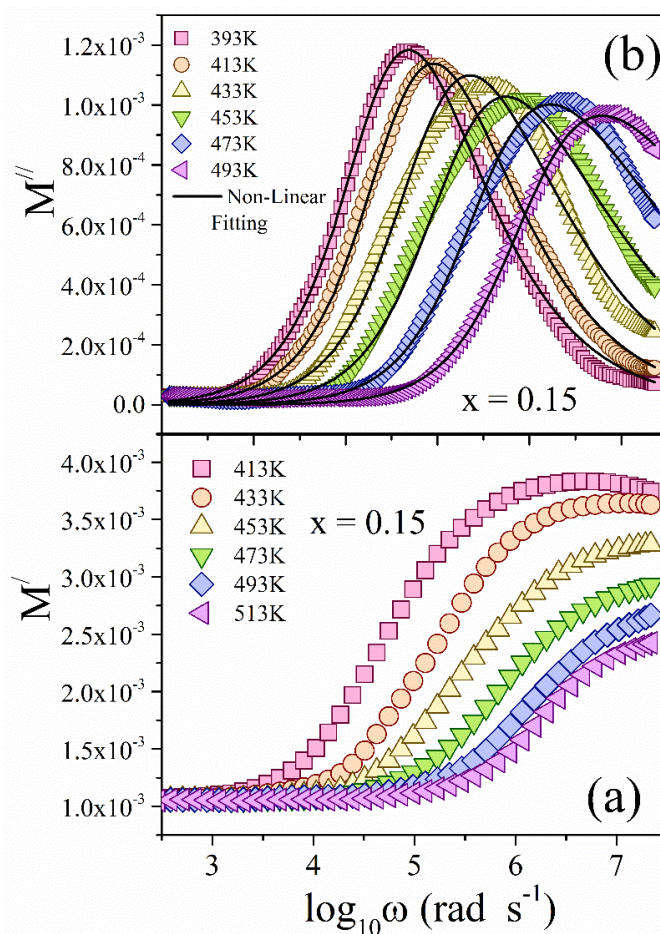 1.2x10⁻³
1.0x10⁻³
8.0x10⁻⁴
6.0x10⁻⁴
4.0x10⁻⁴
2.0x10⁻⁴
0.0
M//
393K
413K
433K
453K
473K
493K
Non-Linear
Fitting
(b)
x = 0.15
4.0x10⁻³
3.5x10⁻³
3.0x10⁻³
2.5x10⁻³
2.0x10⁻³
1.5x10⁻³
1.0x10⁻³
M/
413K
433K
453K
473K
493K
513K
x = 0.15
(a)
3 4 5 6 7
log₁₀ω (rad s⁻¹)